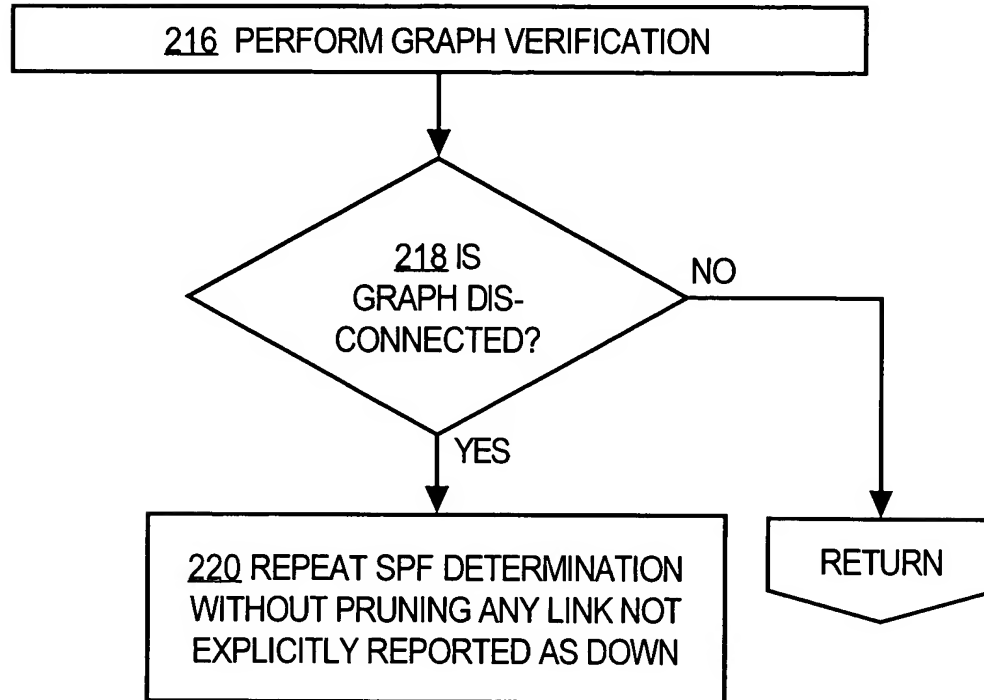 216 PERFORM GRAPH VERIFICATION
218 IS
GRAPH DIS-
CONNECTED?
NO
YES
220 REPEAT SPF DETERMINATION
WITHOUT PRUNING ANY LINK NOT
EXPLICITLY REPORTED AS DOWN
RETURN